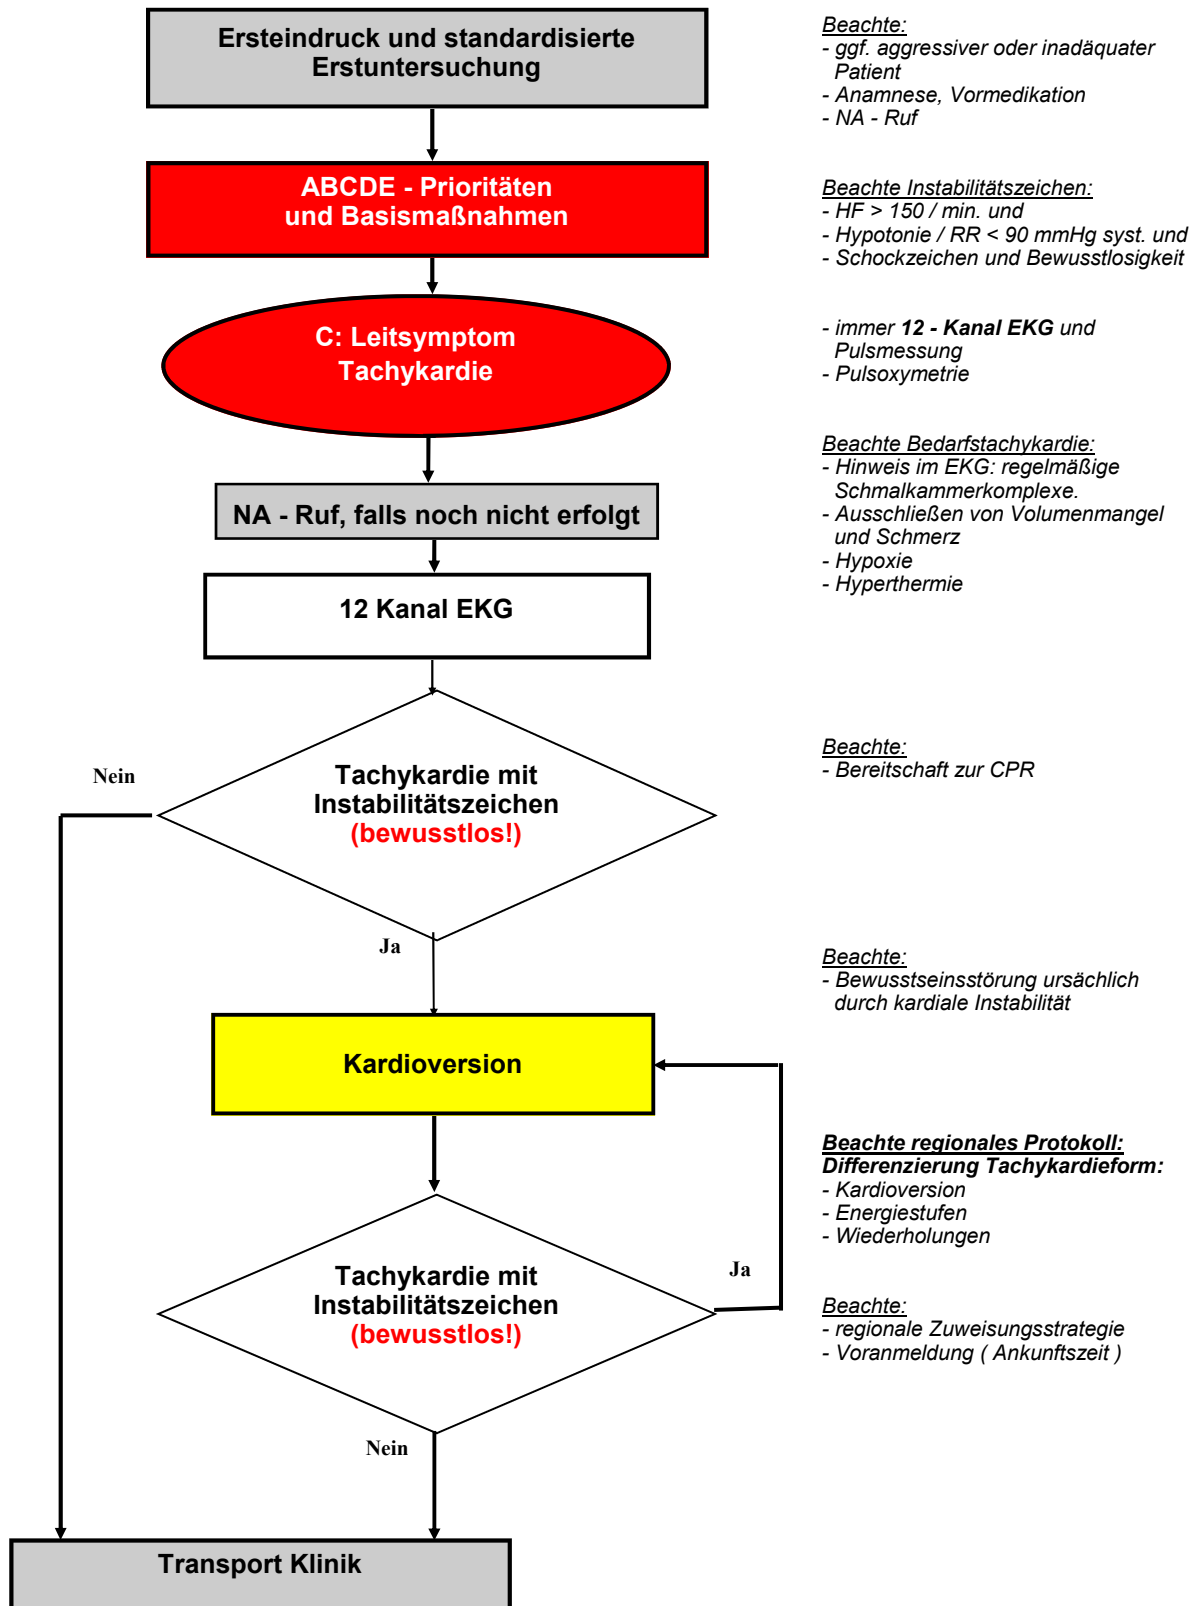 Ersteindruck und standardisierte
Erstuntersuchung
Beachte:
- ggf. aggressiver oder inadäquater
Patient
- Anamnese, Vormedikation
- NA - Ruf
ABCDE - Prioritäten
und Basismaßnahmen
Beachte Instabilitätszeichen:
- HF > 150 / min. und
- Hypotonie / RR < 90 mmHg syst. und
- Schockzeichen und Bewusstlosigkeit
C: Leitsymptom
Tachykardie
- immer 12 - Kanal EKG und
Pulsmessung
- Pulsoxymetrie
Beachte Bedarfstachykardie:
- Hinweis im EKG: regelmäßige
Schmalkammerkomplexe.
- Ausschließen von Volumenmangel
und Schmerz
- Hypoxie
- Hyperthermie
NA - Ruf, falls noch nicht erfolgt
12 Kanal EKG
Tachykardie mit
Instabilitätszeichen
(bewusstlos!)
Nein
Beachte:
- Bereitschaft zur CPR
Ja
Beachte:
- Bewusstseinsstörung ursächlich
durch kardiale Instabilität
Kardioversion
Beachte regionales Protokoll:
Differenzierung Tachykardieform:
- Kardioversion
- Energiestufen
- Wiederholungen
Tachykardie mit
Instabilitätszeichen
(bewusstlos!)
Ja
Beachte:
- regionale Zuweisungsstrategie
- Voranmeldung ( Ankunftszeit )
Nein
Transport Klinik